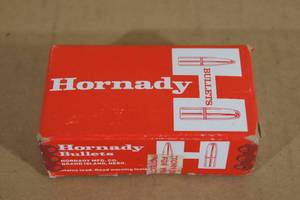 Hornady
BULLETS
Hornady
Bullets
HORNADY MFG. CO.
GRAND ISLAND, NEBR.